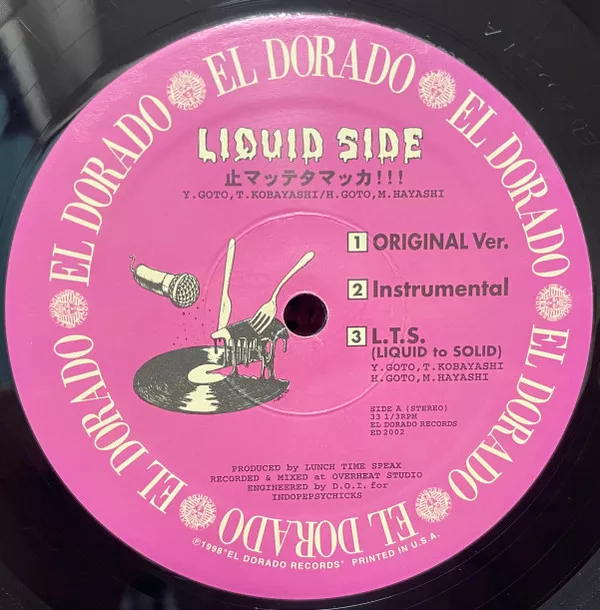 EL DORADO
EL DORADO
EL DORADO
EL DORADO
EL DORADO
EL DORADO
EL DORADO
LIQUID SIDE
止マッテタマッカ!!!
Y.GOTO,T.KOBAYASHI/H.GOTO,M.HAYASHI
1 ORIGINAL Ver.
2 Instrumental
3 L.T.S.
(LIQUID to SOLID)
Y.GOTO,T.KOBAYASHI
H.GOTO,M.HAYASHI
SIDE A (STEREO)
33 1/3RPM
EL DORADO RECORDS
ED2002
PRODUCED by LUNCH TIME SPEAX
RECORDED & MIXED at OVERHEAT STUDIO
ENGINEERED by D.O.I. for
INDOPEPSYCHICKS
℗1998"EL DORADO RECORDS" PRINTED IN U.S.A.